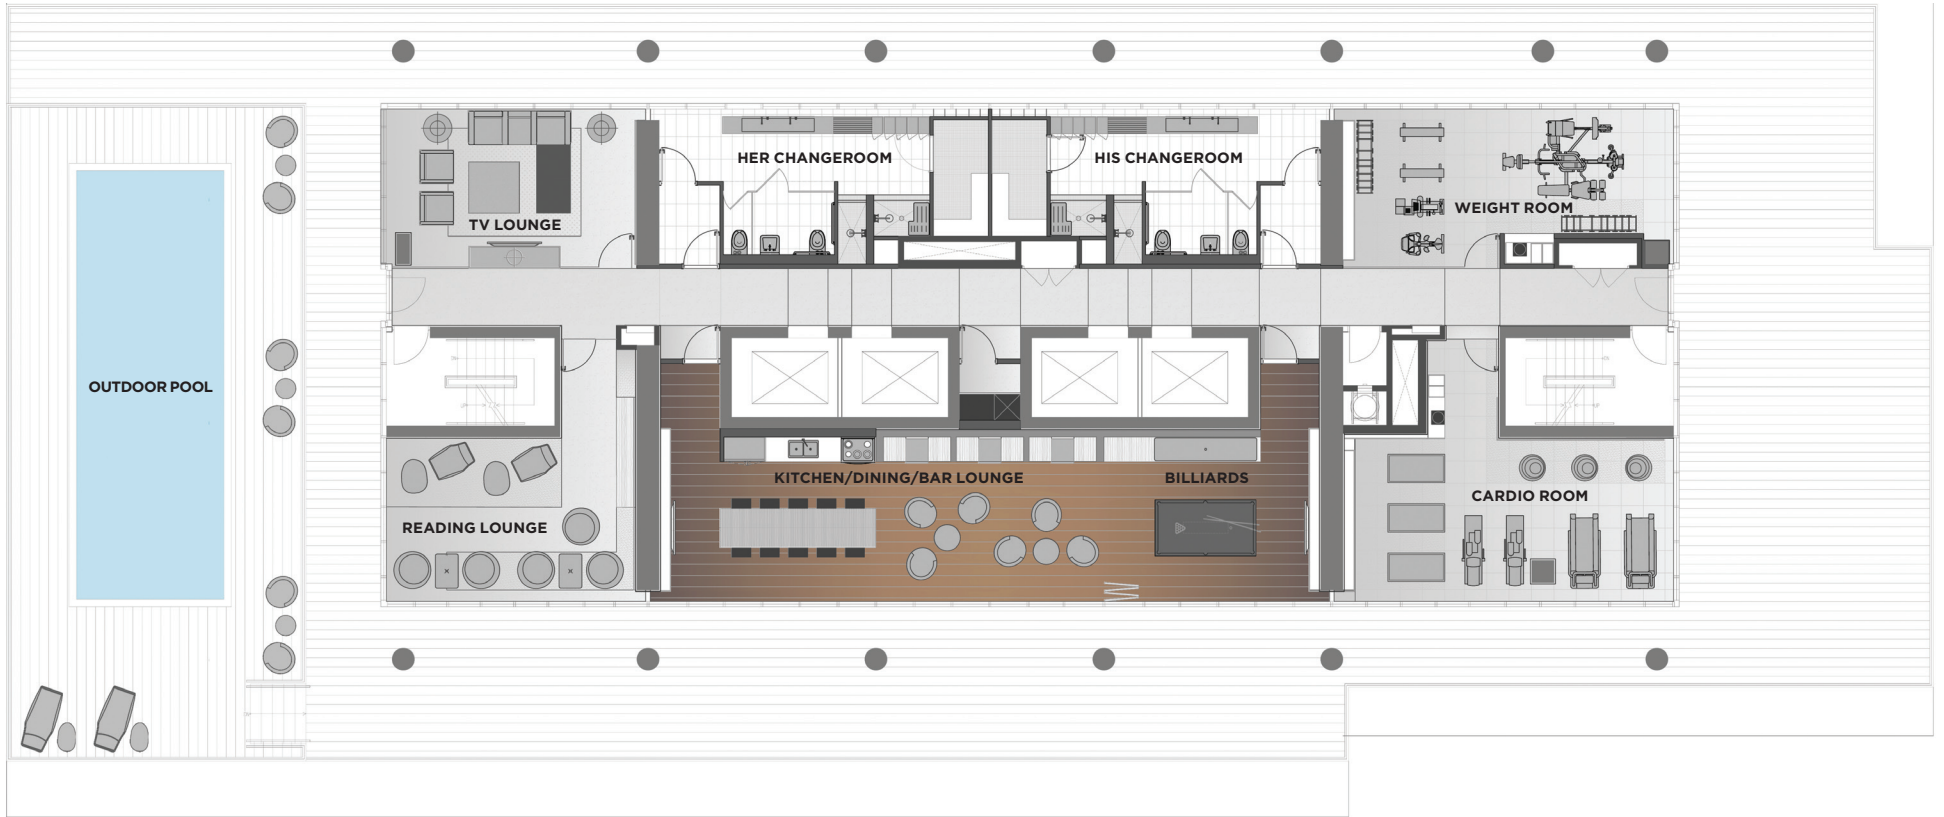 HER CHANGEROOM
HIS CHANGEROOM
WEIGHT ROOM
TV LOUNGE
OUTDOOR POOL
KITCHEN/DINING/BAR LOUNGE
BILLIARDS
CARDIO ROOM
READING LOUNGE